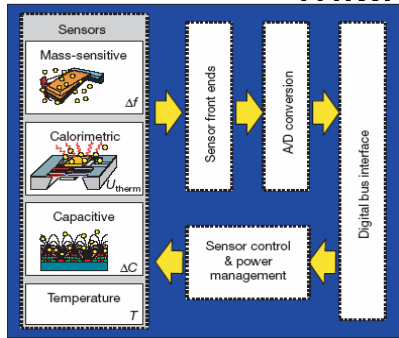 Sensors
Mass-sensitive
Δf
Calorimetric
Utherm
Capacitive
ΔC
Temperature
T
Sensor front ends
A/D conversion
Digital bus interface
Sensor control
& power
management